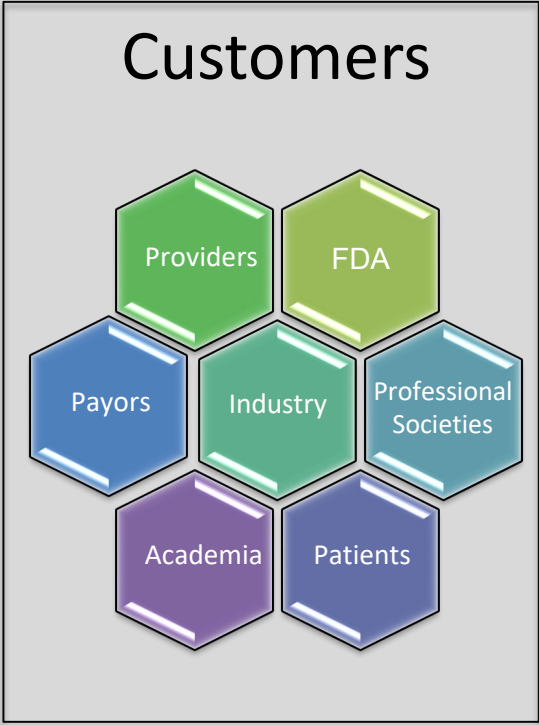 Customers
Providers
FDA
Payors
Industry
Professional
Societies
Academia
Patients